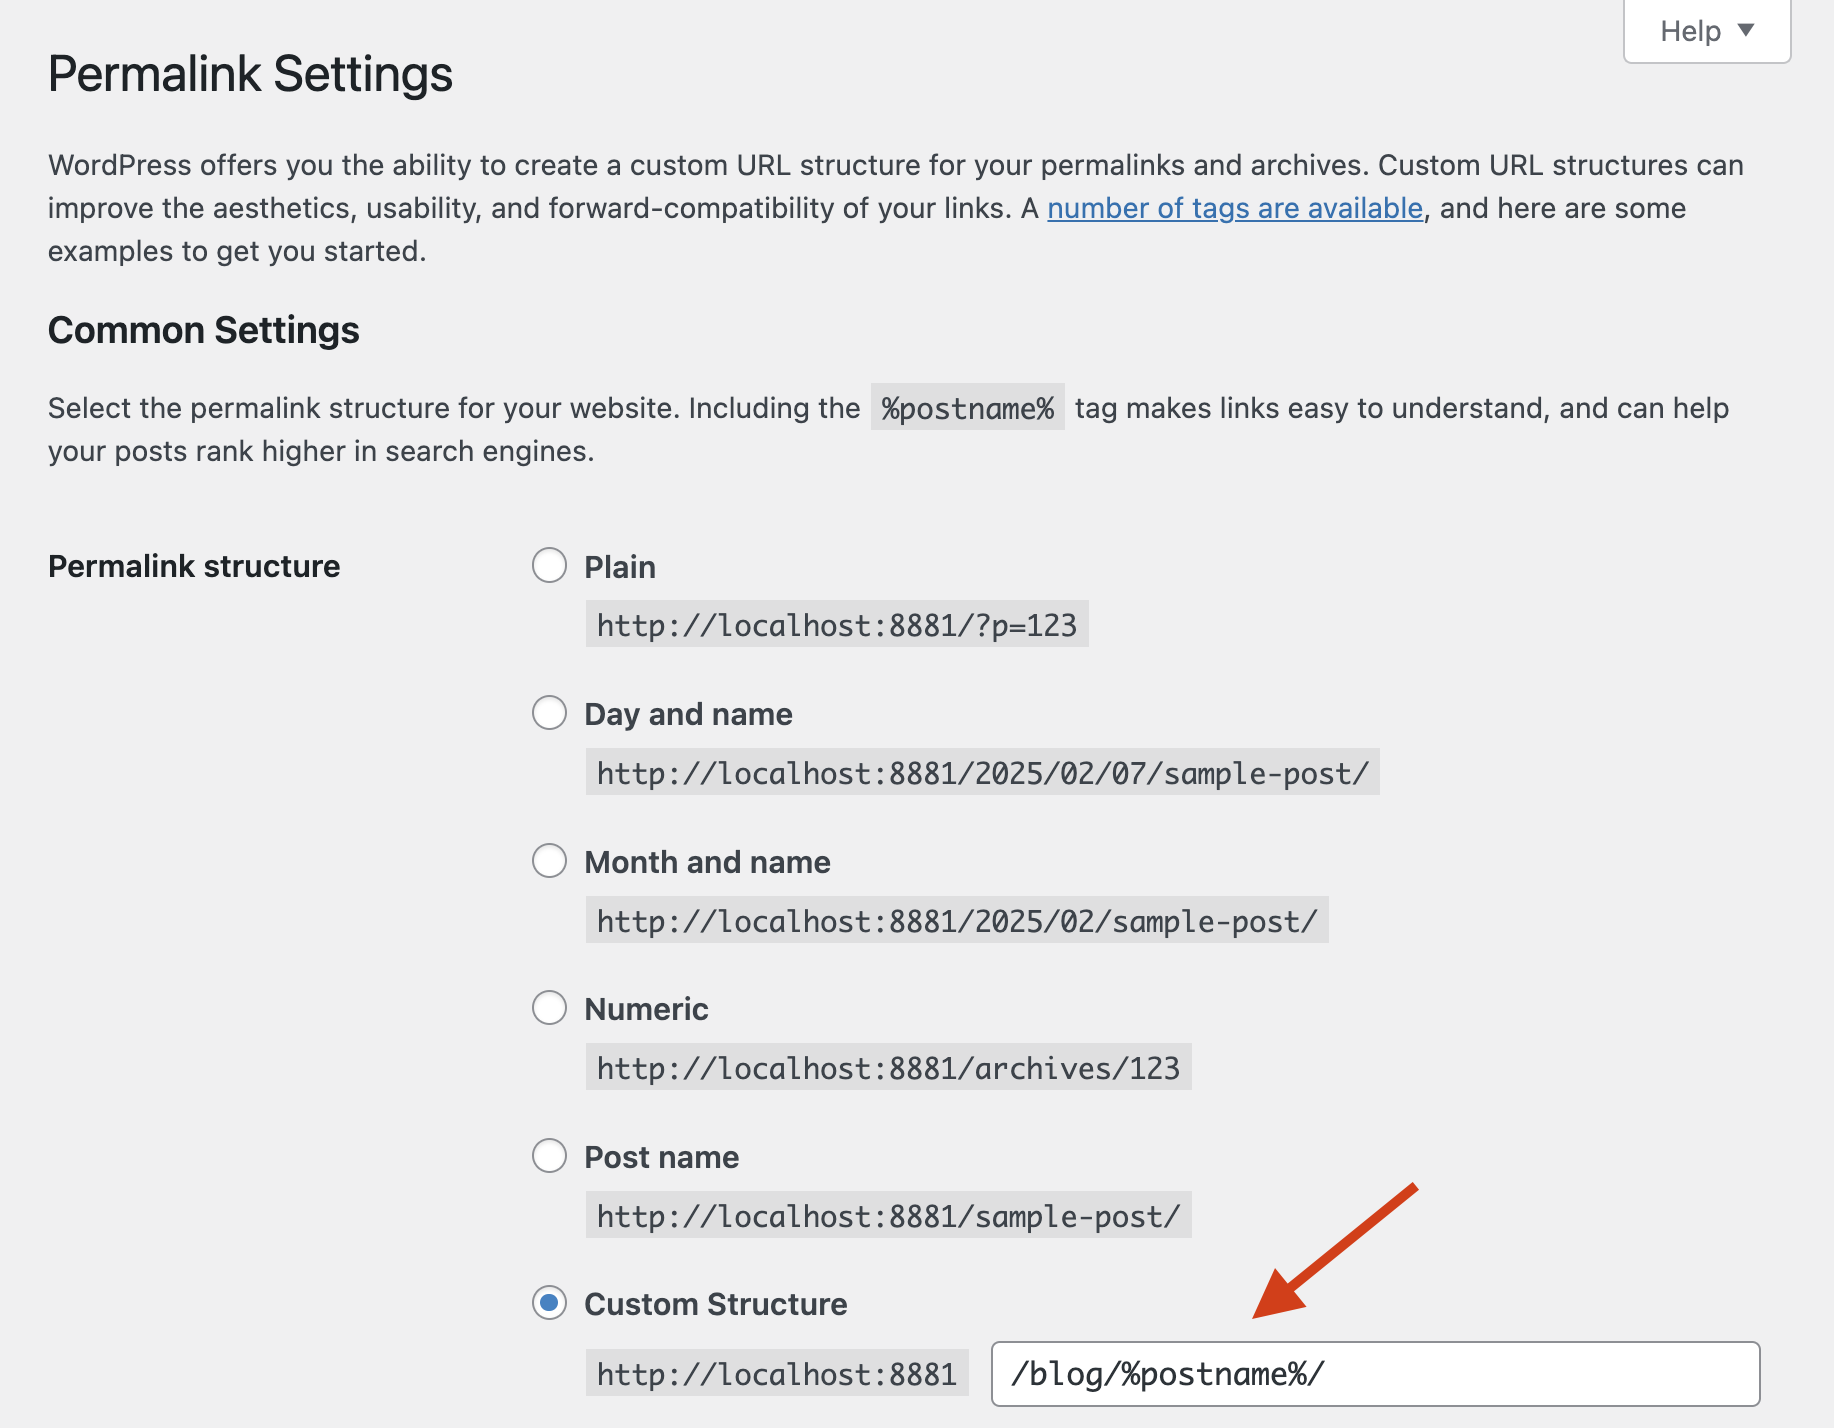 Help ▼
Permalink Settings
WordPress offers you the ability to create a custom URL structure for your permalinks and archives. Custom URL structures can
improve the aesthetics, usability, and forward-compatibility of your links. A number of tags are available, and here are some
examples to get you started.
Common Settings
Select the permalink structure for your website. Including the %postname% tag makes links easy to understand, and can help
your posts rank higher in search engines.
Permalink structure
Plain
http://localhost:8881/?p=123
Day and name
http://localhost:8881/2025/02/07/sample-post/
Month and name
http://localhost:8881/2025/02/sample-post/
Numeric
http://localhost:8881/archives/123
Post name
http://localhost:8881/sample-post/
Custom Structure
http://localhost:8881 /blog/%postname%/